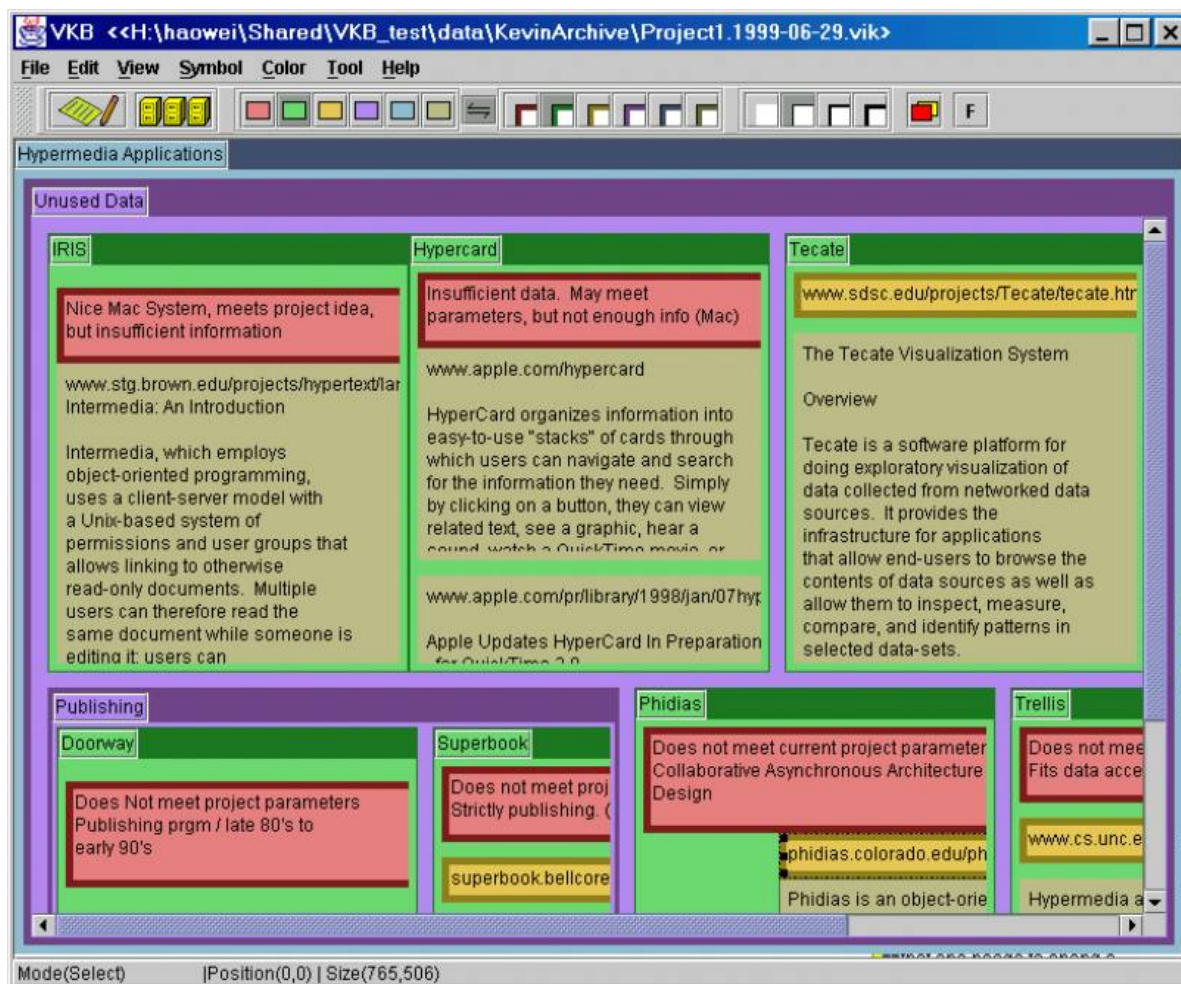 VKB <<H:\haowei\Shared\VKB_test\data\KevinArchive\Project1.1999-06-29.vik>
File Edit View Symbol Color Tool Help
F
Hypermedia Applications
Unused Data
IRIS
Nice Mac System, meets project idea,
but insufficient information
www.stg.brown.edu/projects/hypertext/lar
Intermedia: An Introduction
Intermedia, which employs
object-oriented programming,
uses a client-server model with
a Unix-based system of
permissions and user groups that
allows linking to otherwise
read-only documents. Multiple
users can therefore read the
same document while someone is
editing it: users can
Hypercard
Insufficient data. May meet
parameters, but not enough info (Mac)
www.apple.com/hypercard
HyperCard organizes information into
easy-to-use "stacks" of cards through
which users can navigate and search
for the information they need. Simply
by clicking on a button, they can view
related text, see a graphic, hear a
sound, watch a QuickTime movie, or
www.apple.com/pr/library/1998/jan/07hyp
Apple Updates HyperCard In Preparation
for QuickTime 3.0
Tecate
www.sdsc.edu/projects/Tecate/tecate.htm
The Tecate Visualization System
Overview
Tecate is a software platform for
doing exploratory visualization of
data collected from networked data
sources. It provides the
infrastructure for applications
that allow end-users to browse the
contents of data sources as well as
allow them to inspect, measure,
compare, and identify patterns in
selected data-sets.
Publishing
Doorway
Does Not meet project parameters
Publishing prgm / late 80's to
early 90's
Superbook
Does not meet proj
Strictly publishing. (
superbook.bellcore
Phidias
Does not meet current project parameter
Collaborative Asynchronous Architecture
Design
phidias.colorado.edu/ph
Phidias is an object-orie
Trellis
Does not mee
Fits data acce
www.cs.unc.e
Hypermedia a
Mode(Select) |Position(0,0) | Size(765,506)